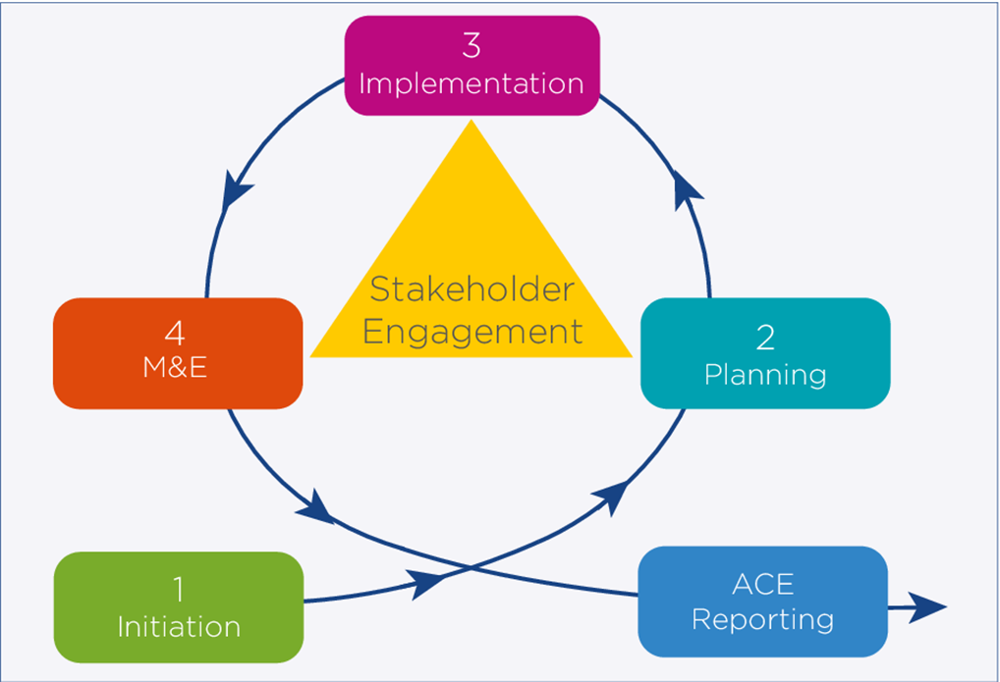 3
Implementation
Stakeholder
Engagement
4
M&E
2
Planning
1
Initiation
ACE
Reporting